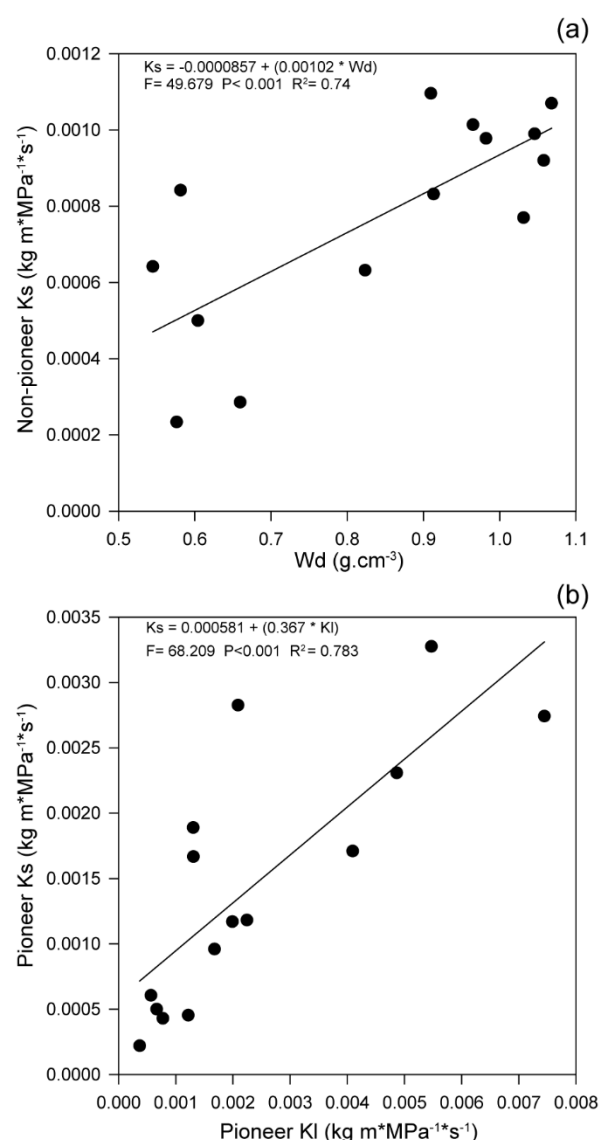 (a)
Ks = -0.0000857 + (0.00102 * Wd)
F= 49.679 P< 0.001 R²= 0.74
0.0012
0.0010
0.0008
0.0006
0.0004
0.0002
0.0000
Non-pioneer Ks (kg m*MPa⁻¹*s⁻¹)
0.5 0.6 0.7 0.8 0.9 1.0 1.1
Wd (g.cm⁻³)
(b)
Ks = 0.000581 + (0.367 * Kl)
F= 68.209 P<0.001 R²= 0.783
0.0035
0.0030
0.0025
0.0020
0.0015
0.0010
0.0005
0.0000
Pioneer Ks (kg m*MPa⁻¹*s⁻¹)
0.000 0.001 0.002 0.003 0.004 0.005 0.006 0.007 0.008
Pioneer Kl (kg m*MPa⁻¹*s⁻¹)